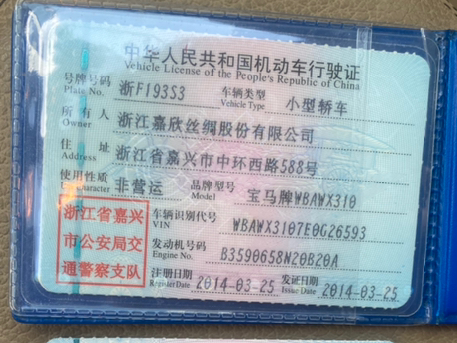 中华人民共和国机动车行驶证
Vehicle License of the People's Republic of China
号牌号码 浙F193S3 车辆类型 小型轿车
Plate No. Vehicle Type
所有人 浙江嘉欣丝绸股份有限公司
Owner
住址 浙江省嘉兴市中环西路588号
Address
使用性质 非营运 品牌型号 宝马牌WBAWX310
Use Character Model
浙江省嘉兴
市公安局交
通警察支队
车辆识别代号 WBAWX3107E0G26593
VIN
发动机号码 B3590658N20B20A
Engine No.
注册日期 2014-03-25 发证日期 2014-03-25
Register Date Issue Date